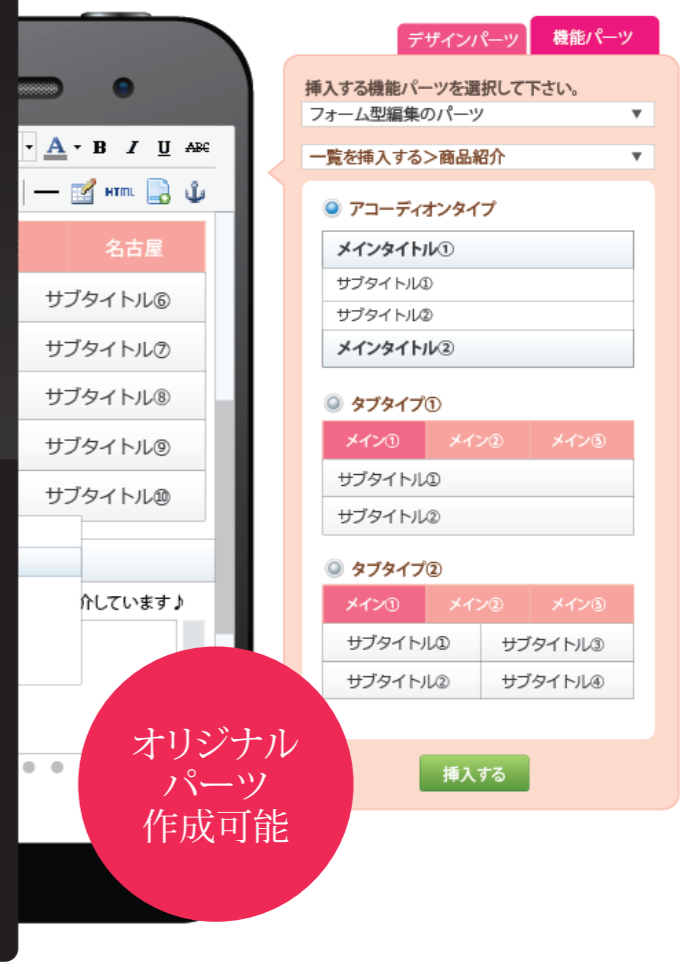 デザインパーツ
機能パーツ
挿入する機能パーツを選択して下さい。
フォーム型編集のパーツ ▼
一覧を挿入する＞商品紹介 ▼
アコーディオンタイプ
メインタイトル①
サブタイトル①
サブタイトル②
メインタイトル②
タブタイプ①
メイン① メイン② メイン③
サブタイトル①
サブタイトル②
タブタイプ②
メイン① メイン② メイン③
サブタイトル① サブタイトル③
サブタイトル② サブタイトル④
挿入する
A B I U ABC
HTML
名古屋
サブタイトル⑥
サブタイトル⑦
サブタイトル⑧
サブタイトル⑨
サブタイトル⑩
介しています♪
オリジナル
パーツ
作成可能